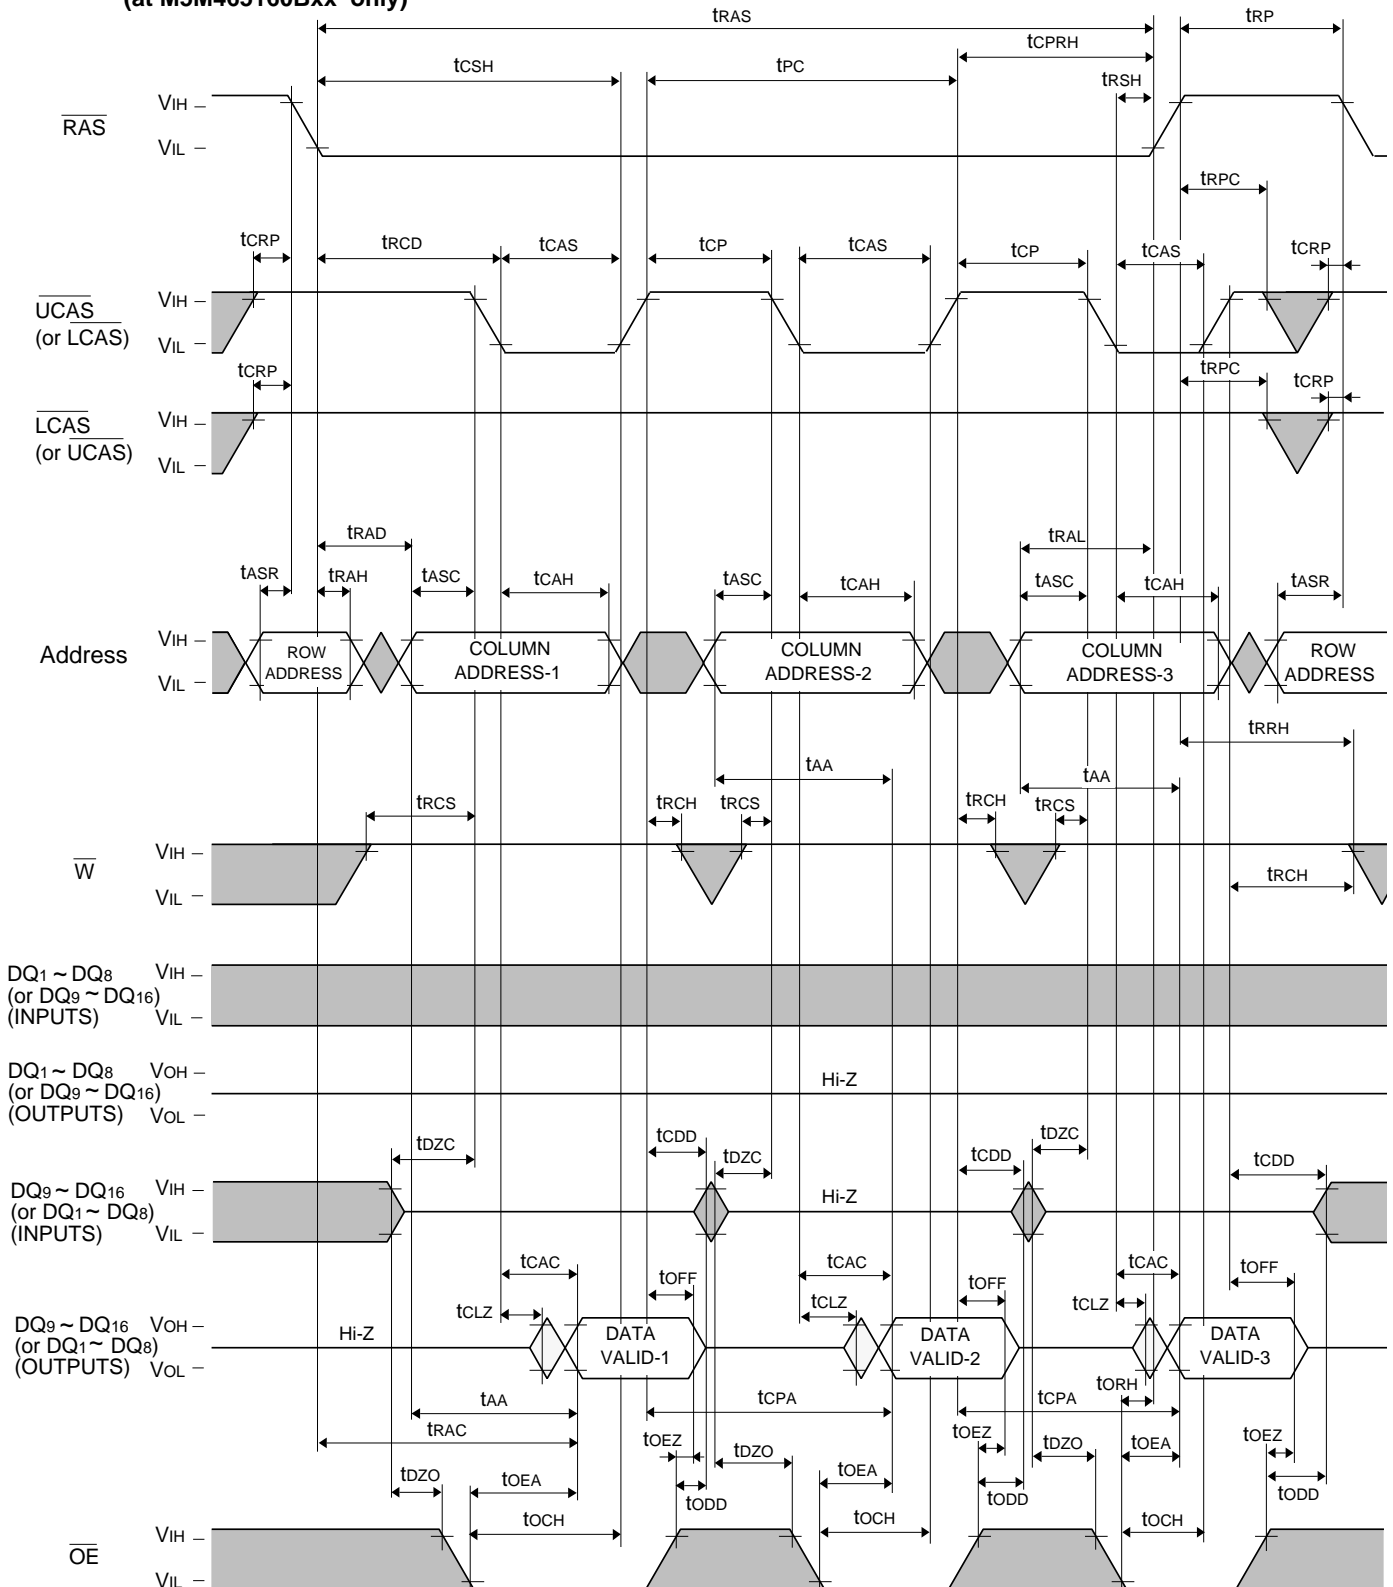 (at M5M465160Bxx only)
tRAS
tRP
tCPRH
tCSH
tPC
tRSH
RAS
VIH
VIL
tRPC
tCRP
tRCD
tCAS
tCP
tCAS
tCP
tCAS
tCRP
UCAS
(or LCAS)
VIH
VIL
tCRP
tRPC
tCRP
LCAS
(or UCAS)
VIH
VIL
tRAD
tRAL
tASR
tRAH
tASC
tCAH
tASC
tCAH
tASC
tCAH
tASR
Address
VIH
VIL
ROW
ADDRESS
COLUMN
ADDRESS-1
COLUMN
ADDRESS-2
COLUMN
ADDRESS-3
ROW
ADDRESS
tRRH
tAA
tAA
tRCS
tRCH
tRCS
tRCH
tRCS
W
VIH
VIL
tRCH
DQ1 ~ DQ8
(or DQ9 ~ DQ16)
(INPUTS)
VIH
VIL
DQ1 ~ DQ8
(or DQ9 ~ DQ16)
(OUTPUTS)
VOH
VOL
Hi-Z
tDZC
tCDD
tDZC
tCDD
tDZC
tCDD
DQ9 ~ DQ16
(or DQ1 ~ DQ8)
(INPUTS)
VIH
VIL
Hi-Z
tCAC
tOFF
tCAC
tOFF
tCAC
tOFF
tCLZ
tCLZ
tCLZ
DQ9 ~ DQ16
(or DQ1 ~ DQ8)
(OUTPUTS)
VOH
VOL
Hi-Z
DATA
VALID-1
DATA
VALID-2
DATA
VALID-3
tORH
tAA
tCPA
tCPA
tRAC
tOEZ
tDZO
tOEZ
tDZO
tOEA
tOEZ
tDZO
tOEA
tODD
tOEA
tODD
tODD
tOCH
tOCH
tOCH
OE
VIH
VIL